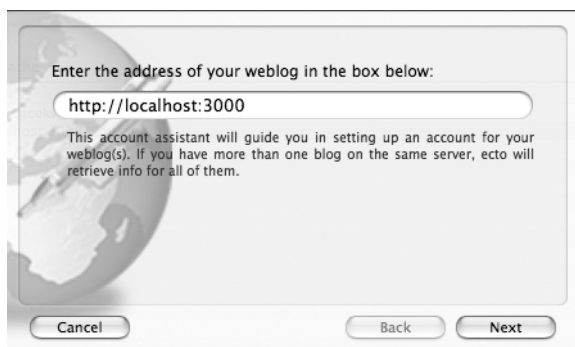 Enter the address of your weblog in the box below:
http://localhost:3000
This account assistant will guide you in setting up an account for your
weblog(s). If you have more than one blog on the same server, ecto will
retrieve info for all of them.
Cancel
Back
Next